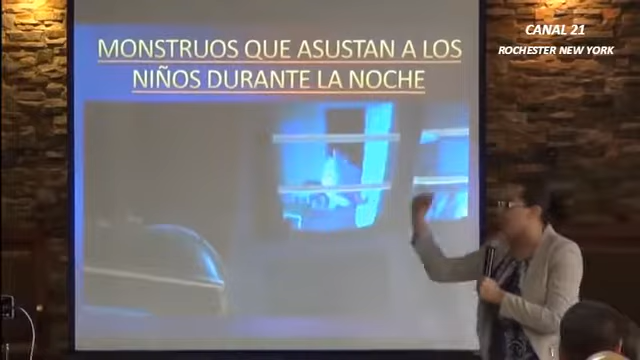 MONSTRUOS QUE ASUSTAN A LOS
NIÑOS DURANTE LA NOCHE
CANAL 21
ROCHESTER NEW YORK